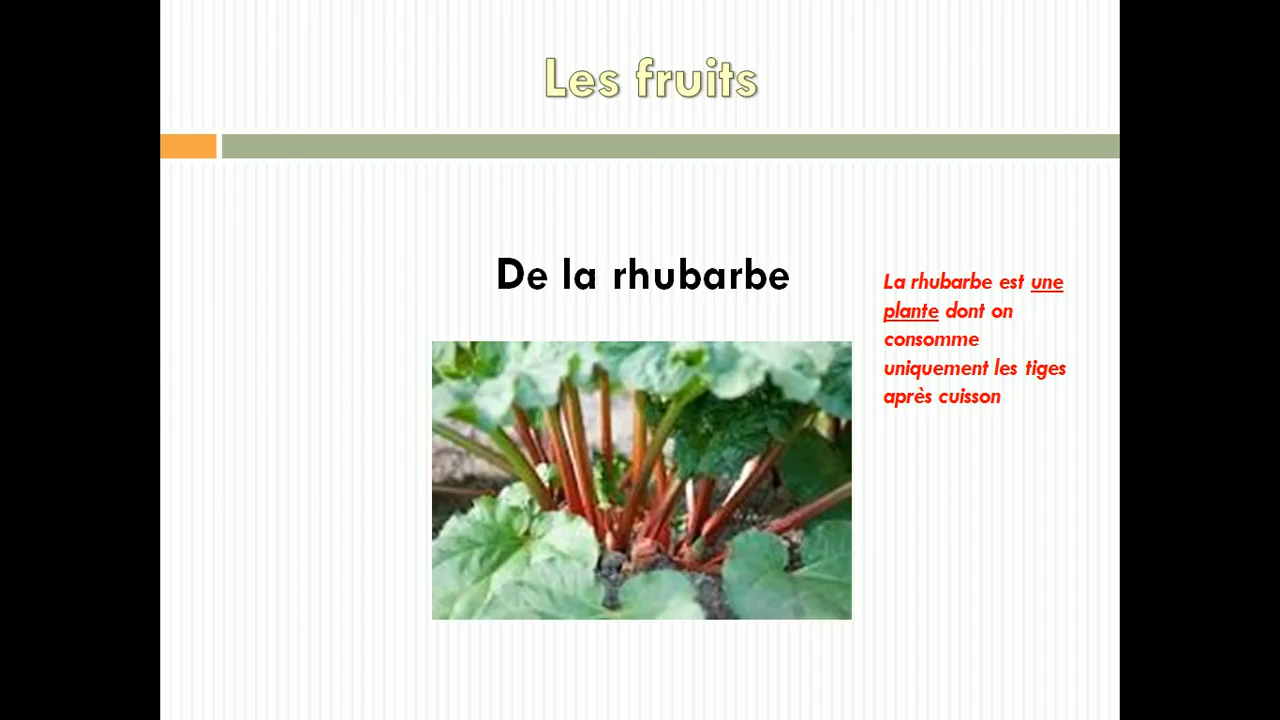 Les fruits
De la rhubarbe
La rhubarbe est une
plante dont on
consomme
uniquement les tiges
après cuisson